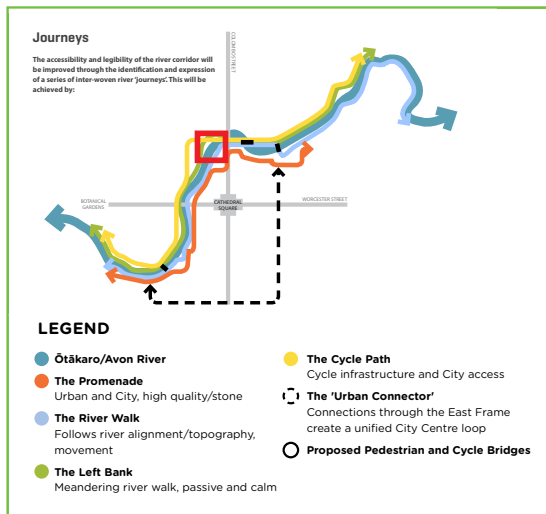 Journeys
The accessibility and legibility of the river corridor will
be improved through the identification and expression
of a series of inter-woven river 'journeys'. This will be
achieved by:
COLOMBO STREET
BOTANICAL
GARDENS
CATHEDRAL
SQUARE
WORCESTER STREET
LEGEND
Ōtākaro/Avon River
The Promenade
Urban and City, high quality/stone
The River Walk
Follows river alignment/topography,
movement
The Left Bank
Meandering river walk, passive and calm
The Cycle Path
Cycle infrastructure and City access
The 'Urban Connector'
Connections through the East Frame
create a unified City Centre loop
Proposed Pedestrian and Cycle Bridges